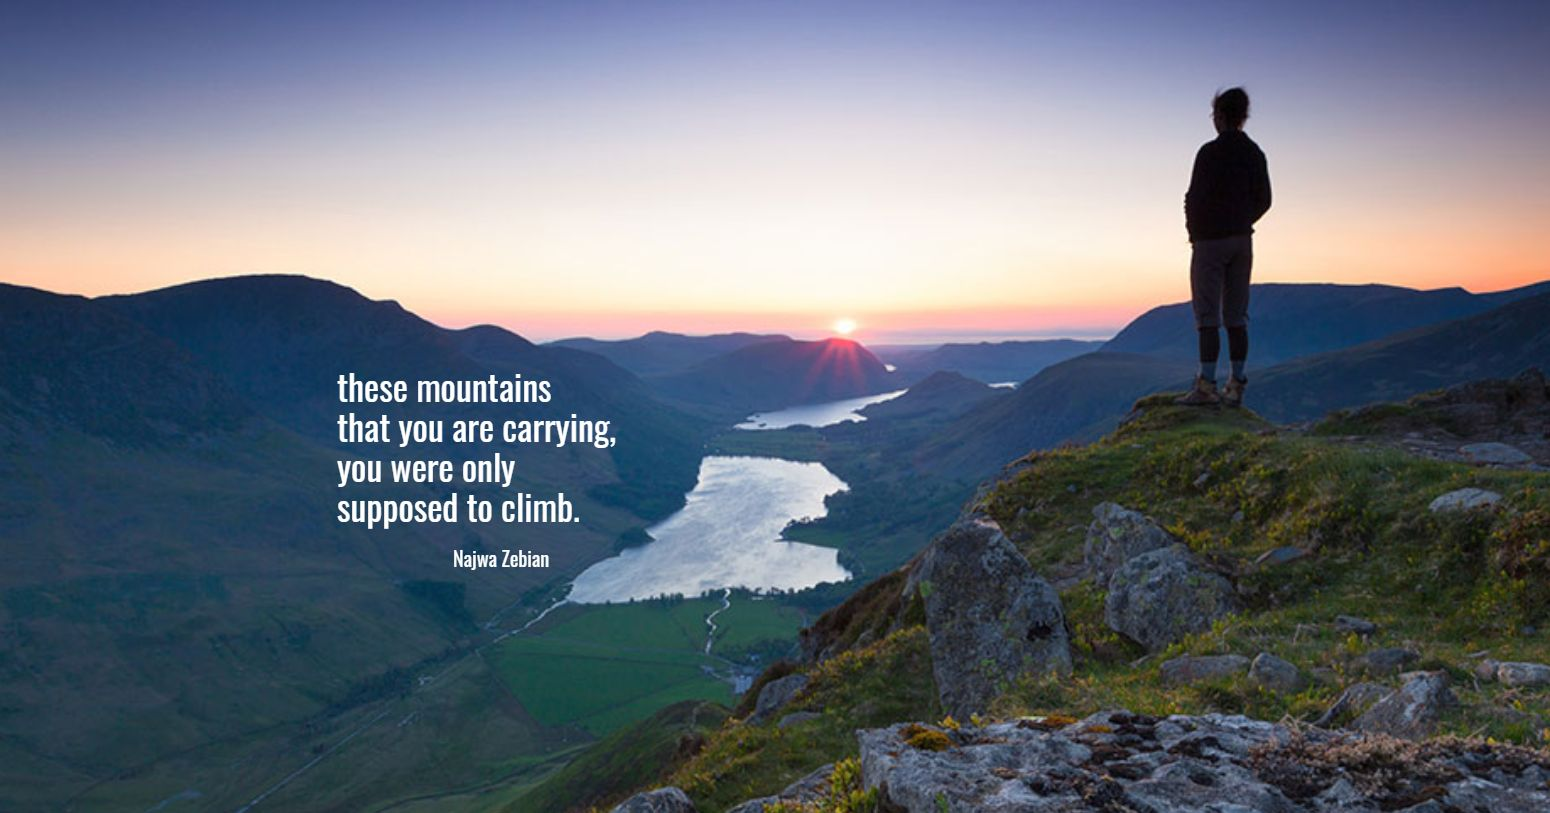 these mountains
that you are carrying,
you were only
supposed to climb.
Najwa Zebian